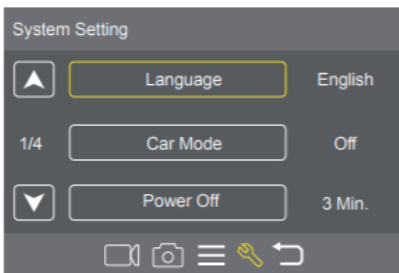 System Setting
Language English
1/4 Car Mode Off
Power Off 3 Min.